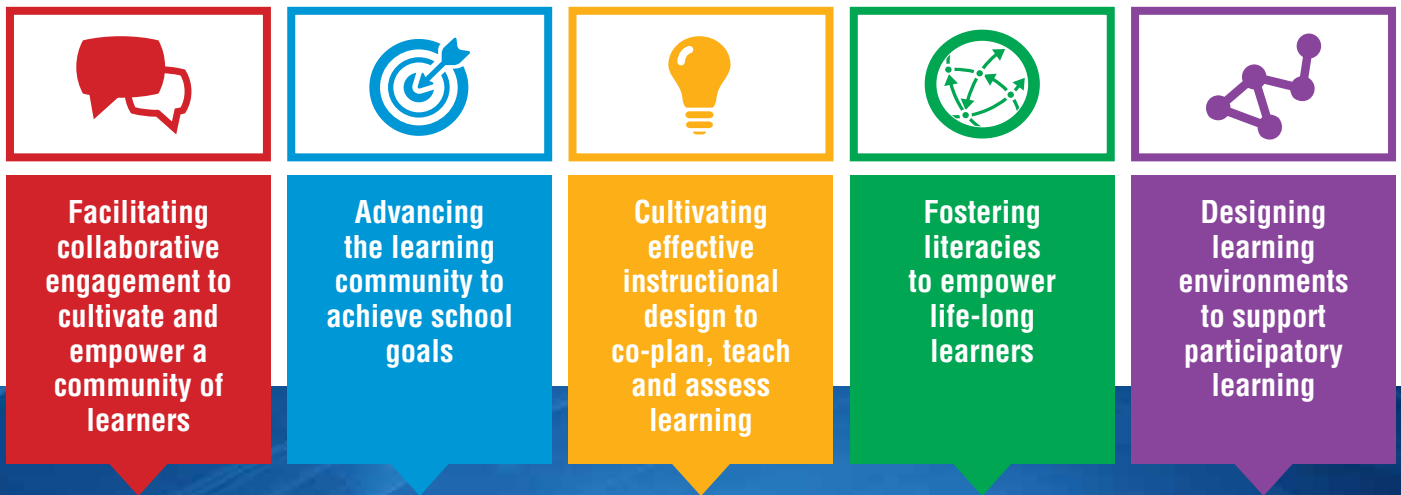 Facilitating
collaborative
engagement to
cultivate and
empower a
community of
learners
Advancing
the learning
community to
achieve school
goals
Cultivating
effective
instructional
design to
co-plan, teach
and assess
learning
Fostering
literacies
to empower
life-long
learners
Designing
learning
environments
to support
participatory
learning